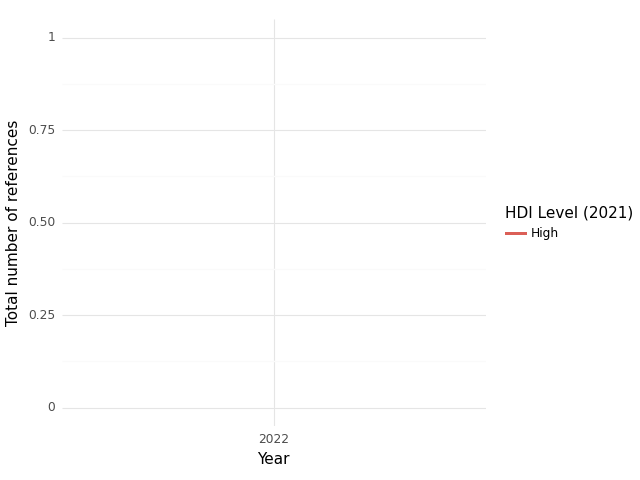 1
0.75
0.50
0.25
0
Total number of references
2022
Year
HDI Level (2021)
High